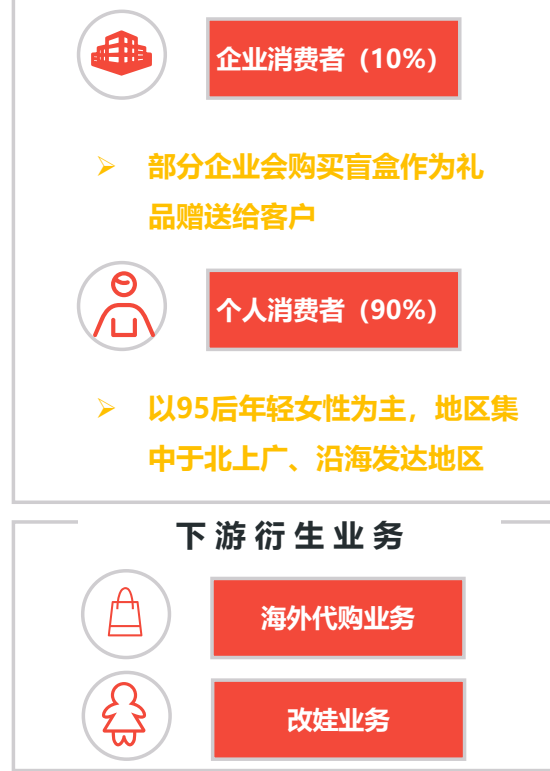 企业消费者（10%）
➢ 部分企业会购买盲盒作为礼
品赠送给客户
个人消费者（90%）
➢ 以95后年轻女性为主，地区集
中于北上广、沿海发达地区
下游衍生业务
海外代购业务
改娃业务